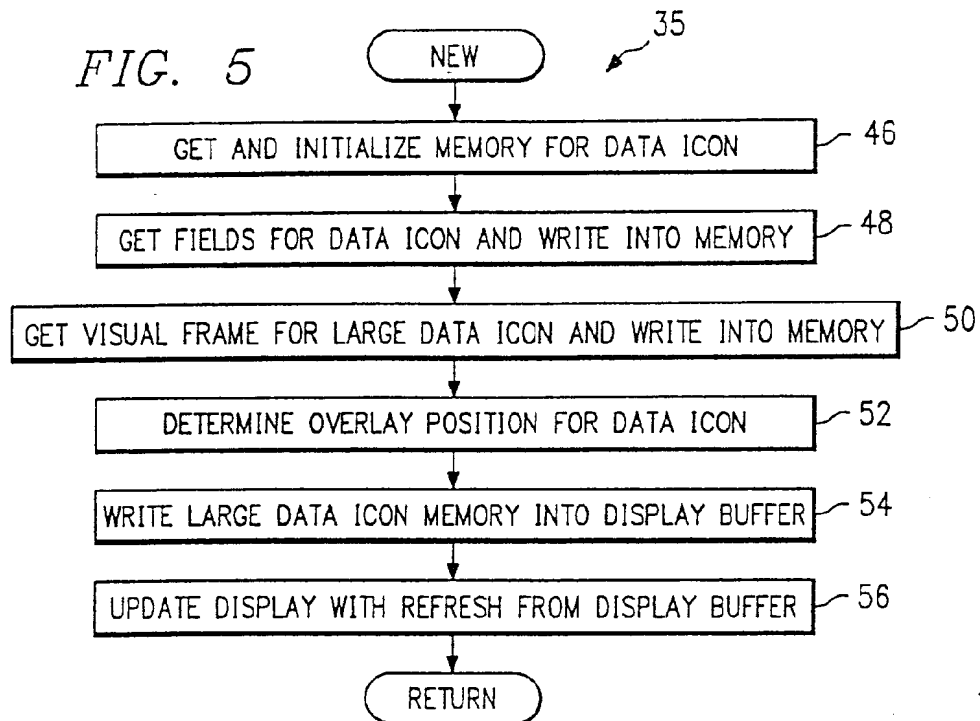 FIG. 5
NEW
35
GET AND INITIALIZE MEMORY FOR DATA ICON
46
GET FIELDS FOR DATA ICON AND WRITE INTO MEMORY
48
GET VISUAL FRAME FOR LARGE DATA ICON AND WRITE INTO MEMORY
50
DETERMINE OVERLAY POSITION FOR DATA ICON
52
WRITE LARGE DATA ICON MEMORY INTO DISPLAY BUFFER
54
UPDATE DISPLAY WITH REFRESH FROM DISPLAY BUFFER
56
RETURN